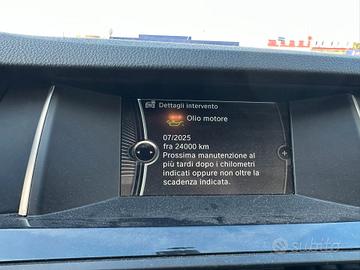 Dettagli intervento
Olio motore
07/2025
fra 24000 km
Prossima manutenzione al
più tardi dopo i chilometri
indicati oppure non oltre la
scadenza indicata.
subito